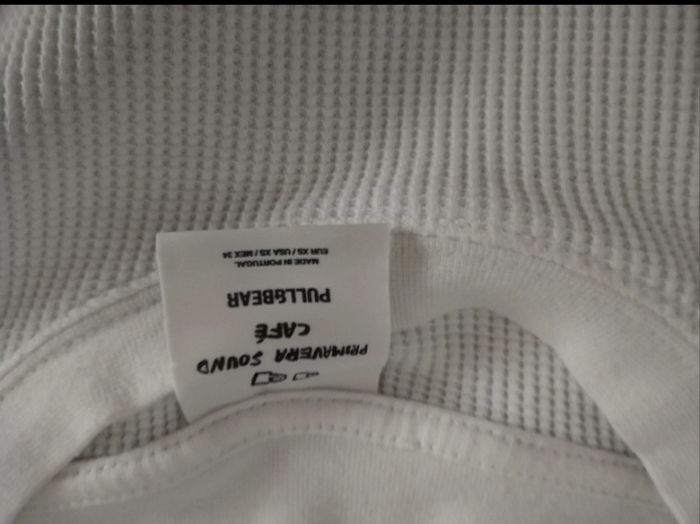 PRIMAVERA SOUND
CAFÉ
PULL&BEAR
MADE IN PORTUGAL
EUR XS / USA XS / MEX 34